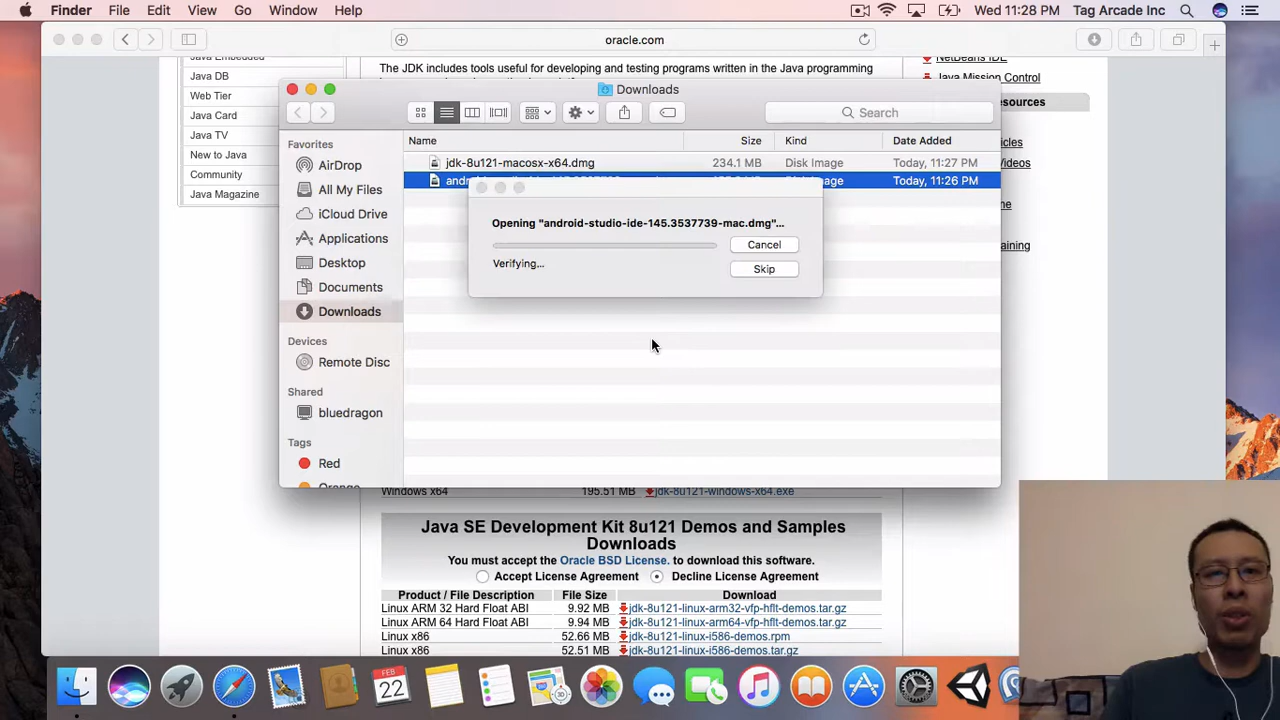 Finder File Edit View Go Window Help
Wed 11:28 PM Tag Arcade Inc
oracle.com
Java Embedded
Java DB
Web Tier
Java Card
Java TV
New to Java
Community
Java Magazine
The JDK includes tools useful for developing and testing programs written in the Java programming
NetBeans IDE
Java Mission Control
Downloads
Search
Favorites
AirDrop
All My Files
iCloud Drive
Applications
Desktop
Documents
Downloads
Devices
Remote Disc
Shared
bluedragon
Tags
Red
Orange
Name Size Kind Date Added
jdk-8u121-macosx-x64.dmg 234.1 MB Disk Image Today, 11:27 PM
Today, 11:26 PM
Opening "android-studio-ide-145.3537739-mac.dmg"...
Cancel
Verifying...
Skip
Windows x64 195.51 MB jdk-8u121-windows-x64.exe
Java SE Development Kit 8u121 Demos and Samples
Downloads
You must accept the Oracle BSD License. to download this software.
Accept License Agreement Decline License Agreement
Product / File Description File Size Download
Linux ARM 32 Hard Float ABI 9.92 MB jdk-8u121-linux-arm32-vfp-hflt-demos.tar.gz
Linux ARM 64 Hard Float ABI 9.94 MB jdk-8u121-linux-arm64-vfp-hflt-demos.tar.gz
Linux x86 52.66 MB jdk-8u121-linux-i586-demos.rpm
Linux x86 52.51 MB jdk-8u121-linux-i586-demos.tar.gz
FEB
22